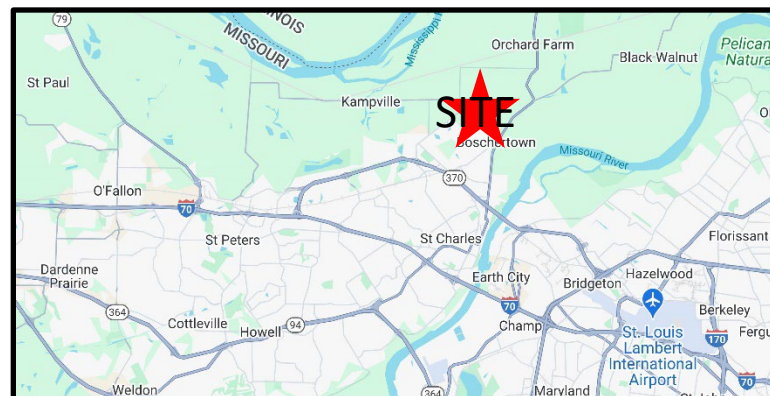 79
ILLINOIS
MISSOURI
Mississippi
Orchard Farm
Black Walnut
Pelican
Natura
St Paul
Kampville
SITE
Boschertown
Missouri River
370
O'Fallon
70
St Peters
St Charles
Florissant
Dardenne
Prairie
Earth City
Bridgeton
Hazelwood
364
Cottleville
Howell
94
70
Champ
Berkeley
St. Louis
Lambert
International
Airport
170
Fergu
Weldon
364
Maryland
70